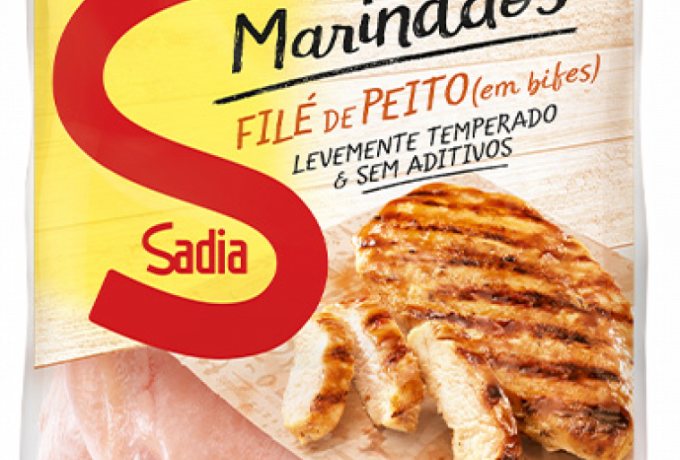 Marinados
FILÉ DE PEITO (em bifes)
LEVEMENTE TEMPERADO
& SEM ADITIVOS
Sadia